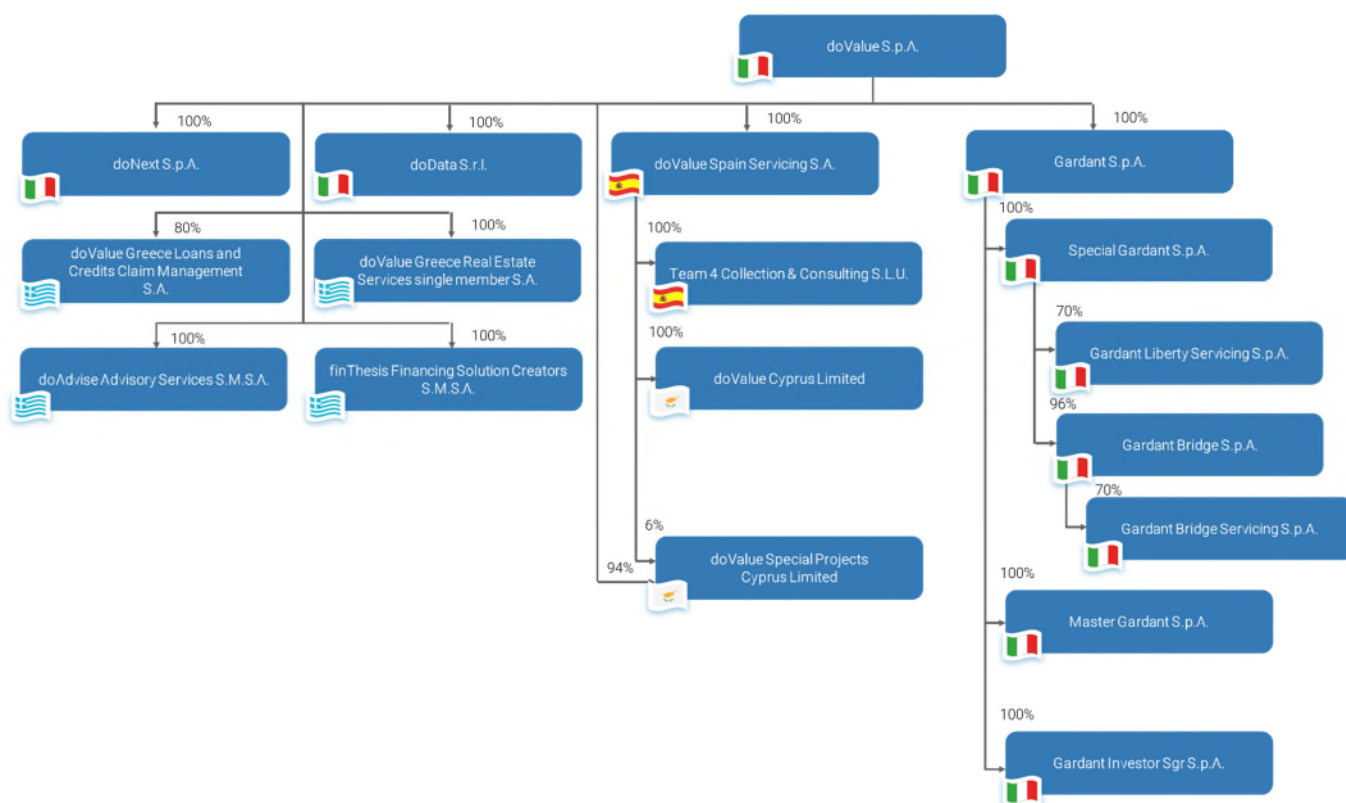 doValue S.p.A.
100%
100%
100%
100%
doNext S.p.A.
doData S.r.l.
doValue Spain Servicing S.A.
Gardant S.p.A.
80%
100%
100%
100%
doValue Greece Loans and
Credits Claim Management
S.A.
doValue Greece Real Estate
Services single member S.A.
Team 4 Collection & Consulting S.L.U.
Special Gardant S.p.A.
100%
100%
100%
70%
doAdvise Advisory Services S.M.S.A.
finThesis Financing Solution Creators
S.M.S.A.
doValue Cyprus Limited
Gardant Liberty Servicing S.p.A.
96%
Gardant Bridge S.p.A.
70%
Gardant Bridge Servicing S.p.A.
6%
94%
doValue Special Projects
Cyprus Limited
100%
Master Gardant S.p.A.
100%
Gardant Investor Sgr S.p.A.